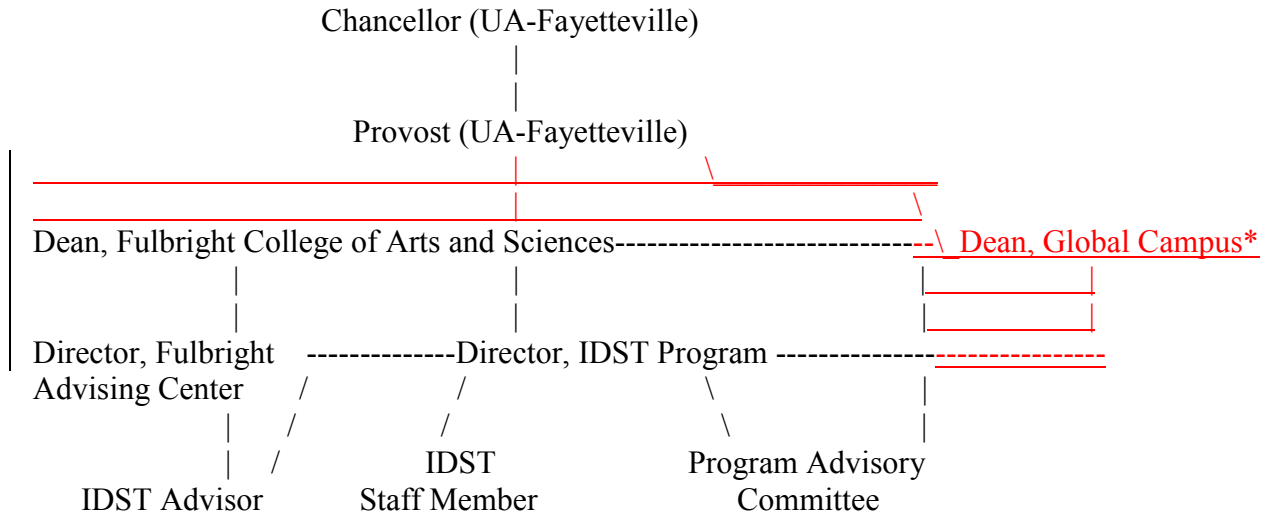 Chancellor (UA-Fayetteville)
Provost (UA-Fayetteville)
Dean, Fulbright College of Arts and Sciences--------------------------------\_Dean, Global Campus*
Director, Fulbright -------------Director, IDST Program ------------------------------
Advising Center
IDST Program Advisory
IDST Advisor Staff Member Committee